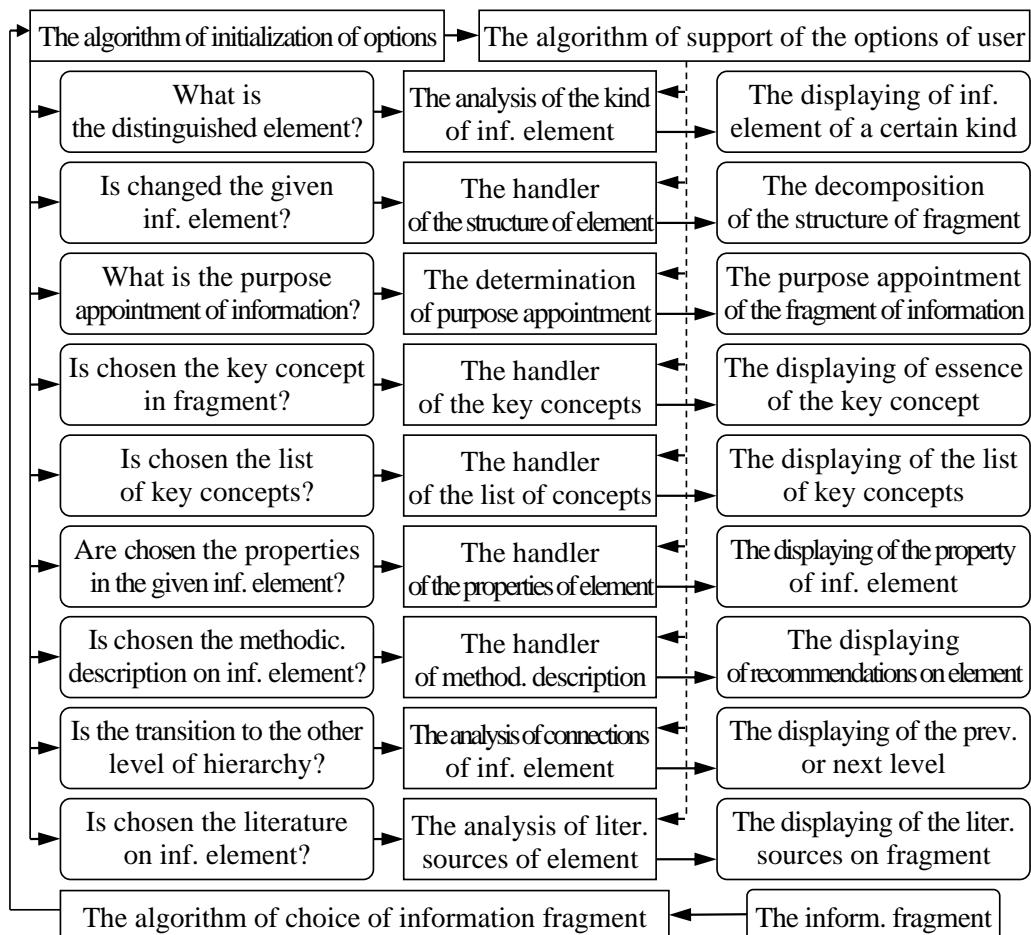 The algorithm of initialization of options
The algorithm of support of the options of user
What is
the distinguished element?
The analysis of the kind
of inf. element
The displaying of inf.
element of a certain kind
Is changed the given
inf. element?
The handler
of the structure of element
The decomposition
of the structure of fragment
What is the purpose
appointment of information?
The determination
of purpose appointment
The purpose appointment
of the fragment of information
Is chosen the key concept
in fragment?
The handler
of the key concepts
The displaying of essence
of the key concept
Is chosen the list
of key concepts?
The handler
of the list of concepts
The displaying of the list
of key concepts
Are chosen the properties
in the given inf. element?
The handler
of the properties of element
The displaying of the property
of inf. element
Is chosen the methodic.
description on inf. element?
The handler
of method. description
The displaying
of recommendations on element
Is the transition to the other
level of hierarchy?
The analysis of connections
of inf. element
The displaying of the prev.
or next level
Is chosen the literature
on inf. element?
The analysis of liter.
sources of element
The displaying of the liter.
sources on fragment
The algorithm of choice of information fragment
The inform. fragment